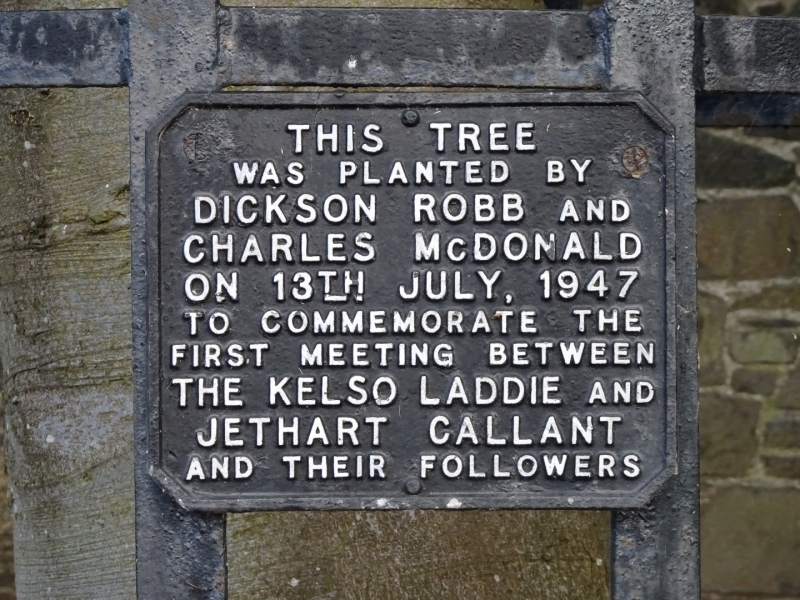 THIS TREE
WAS PLANTED BY
DICKSON ROBB AND
CHARLES McDONALD
ON 13TH JULY, 1947
TO COMMEMORATE THE
FIRST MEETING BETWEEN
THE KELSO LADDIE AND
JETHART CALLANT
AND THEIR FOLLOWERS